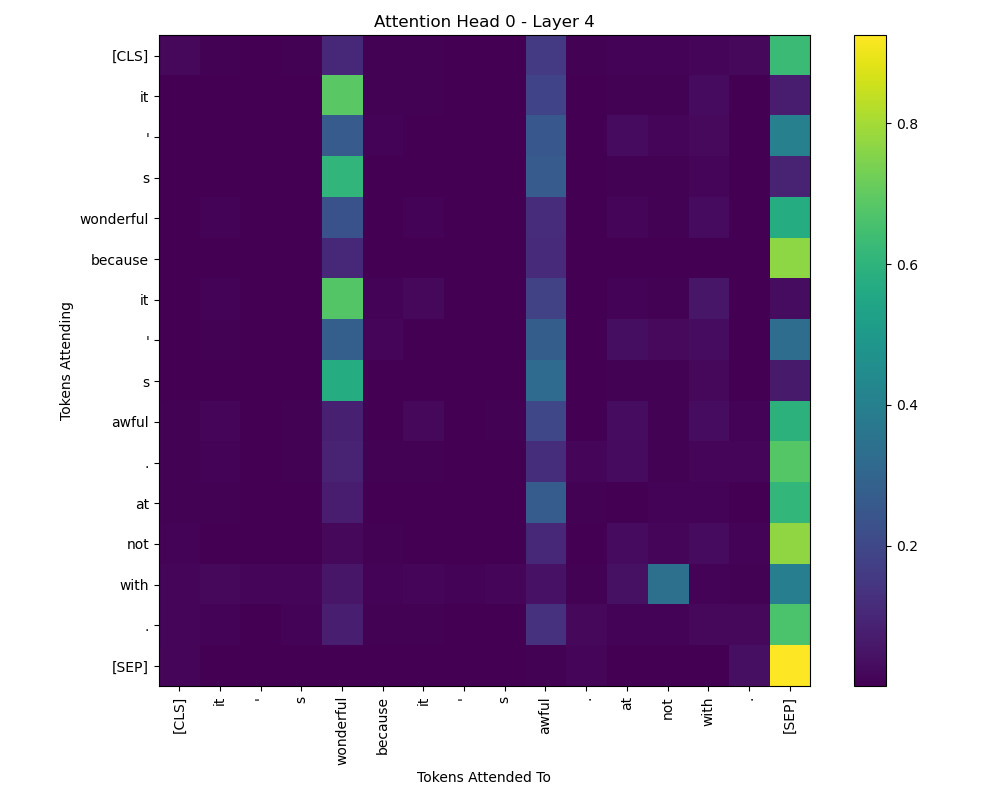 Attention Head 0 - Layer 4
Tokens Attending
[CLS]
it
'
s
wonderful
because
it
'
s
awful
.
at
not
with
.
[SEP]
[CLS]
it
'
s
wonderful
because
it
'
s
awful
.
at
not
with
.
[SEP]
Tokens Attended To
0.8
0.6
0.4
0.2